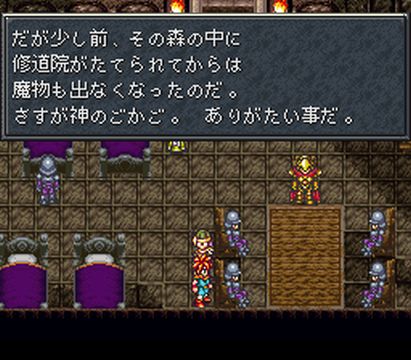 だが少し前、その森の中に
修道院がたてられてからは
魔物も出なくなったのだ。
さすが神のごかご。　ありがたい事だ。